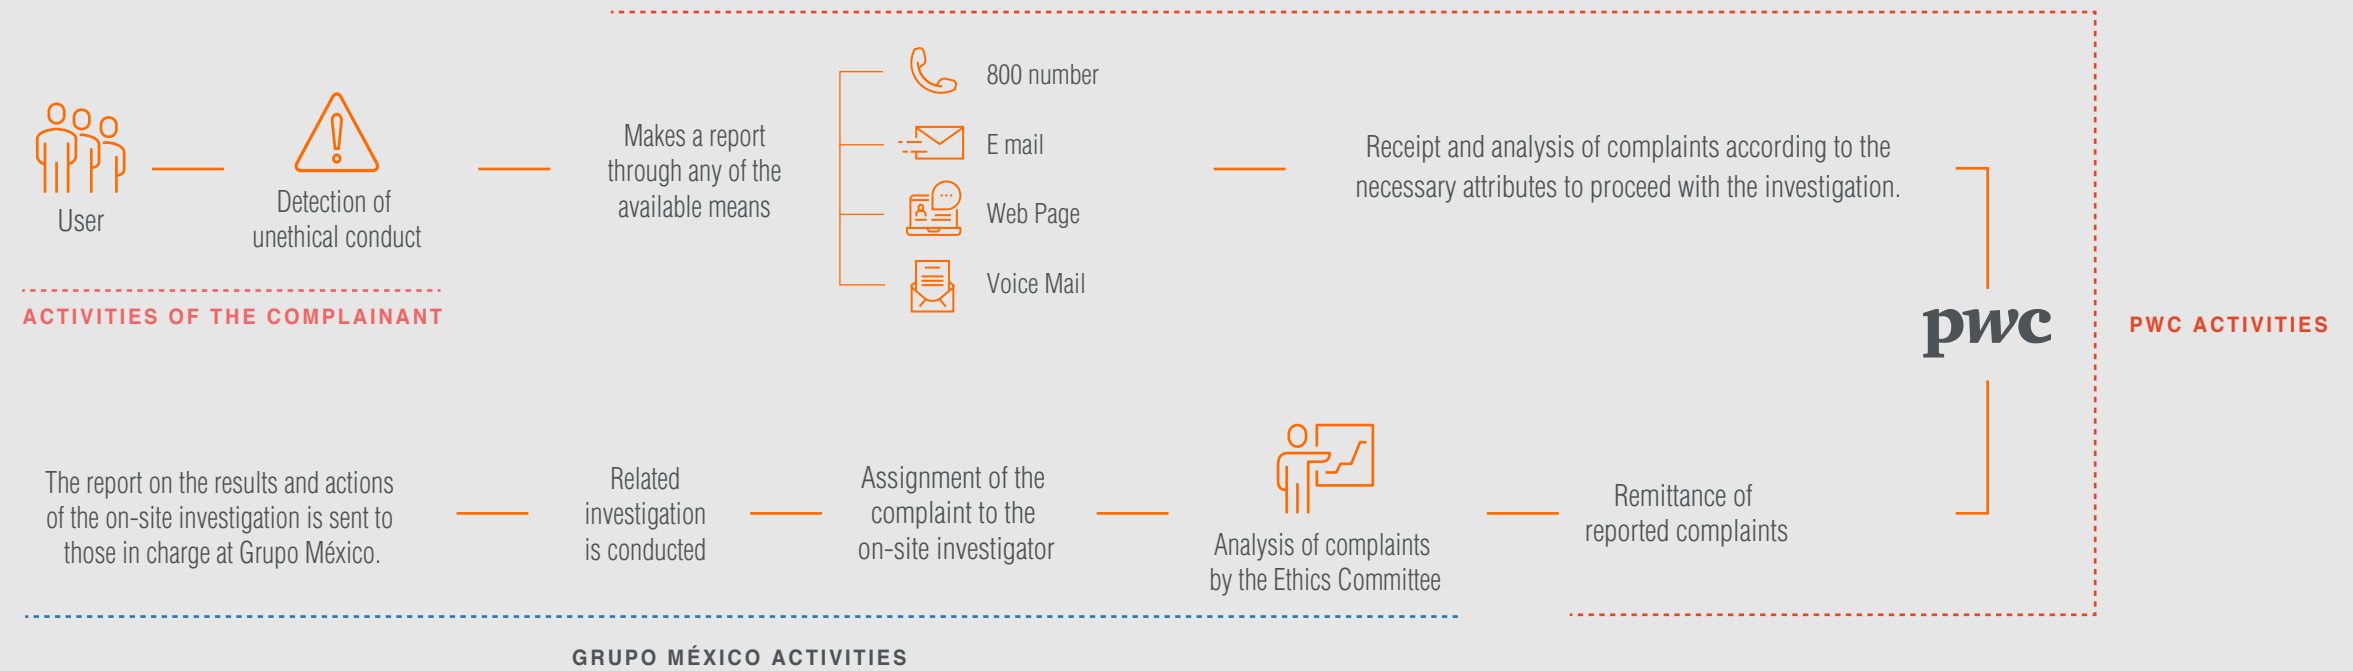 User
Detection of
unethical conduct
ACTIVITIES OF THE COMPLAINANT
Makes a report
through any of the
available means
800 number
E mail
Web Page
Voice Mail
Receipt and analysis of complaints according to the
necessary attributes to proceed with the investigation.
pwc
PWC ACTIVITIES
Remittance of
reported complaints
Analysis of complaints
by the Ethics Committee
Assignment of the
complaint to the
on-site investigator
Related
investigation
is conducted
The report on the results and actions
of the on-site investigation is sent to
those in charge at Grupo México.
GRUPO MÉXICO ACTIVITIES